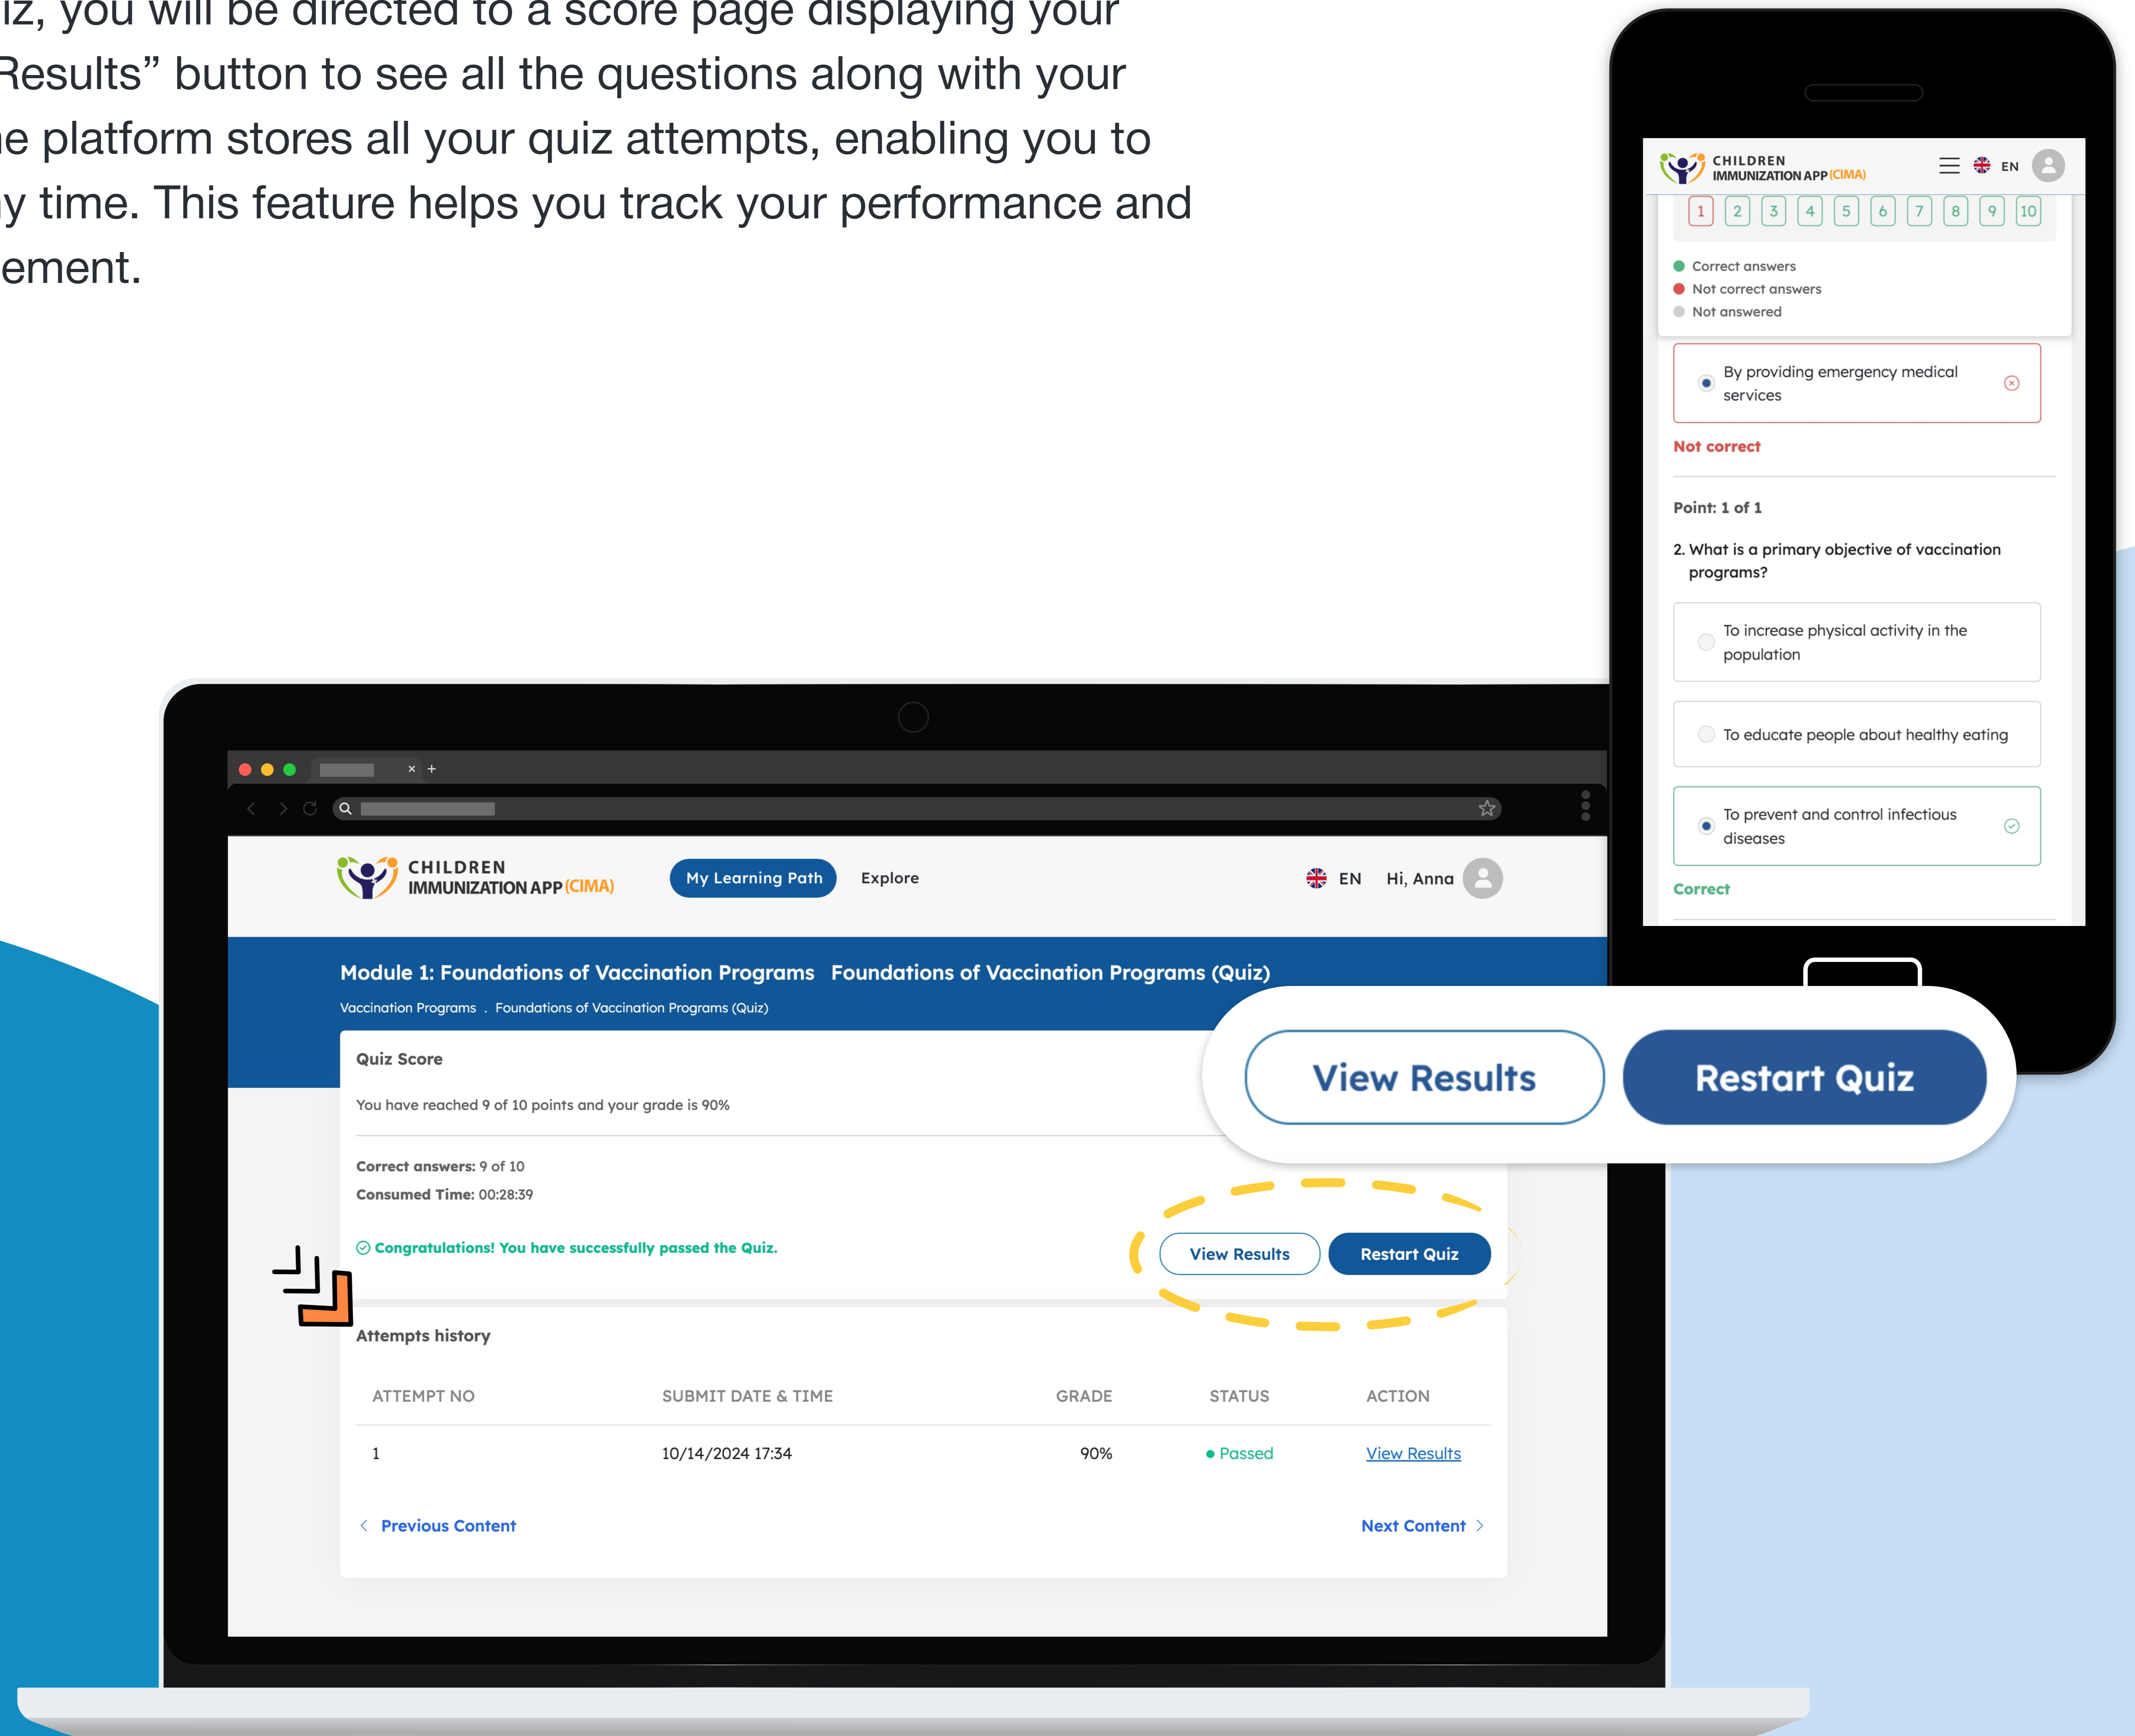 iz, you will be directed to a score page displaying your
Results” button to see all the questions along with your
e platform stores all your quiz attempts, enabling you to
y time. This feature helps you track your performance and
ement.
CHILDREN
IMMUNIZATION APP (CIMA)
EN
1 2 3 4 5 6 7 8 9 10
Correct answers
Not correct answers
Not answered
By providing emergency medical
services
Not correct
Point: 1 of 1
2. What is a primary objective of vaccination
programs?
To increase physical activity in the
population
To educate people about healthy eating
To prevent and control infectious
diseases
Correct
CHILDREN
IMMUNIZATION APP (CIMA)
My Learning Path
Explore
EN
Hi, Anna
Module 1: Foundations of Vaccination Programs Foundations of Vaccination Programs (Quiz)
Vaccination Programs . Foundations of Vaccination Programs (Quiz)
Quiz Score
You have reached 9 of 10 points and your grade is 90%
View Results
Restart Quiz
Correct answers: 9 of 10
Consumed Time: 00:28:39
Congratulations! You have successfully passed the Quiz.
View Results
Restart Quiz
Attempts history
ATTEMPT NO SUBMIT DATE & TIME GRADE STATUS ACTION
1 10/14/2024 17:34 90% Passed View Results
Previous Content
Next Content